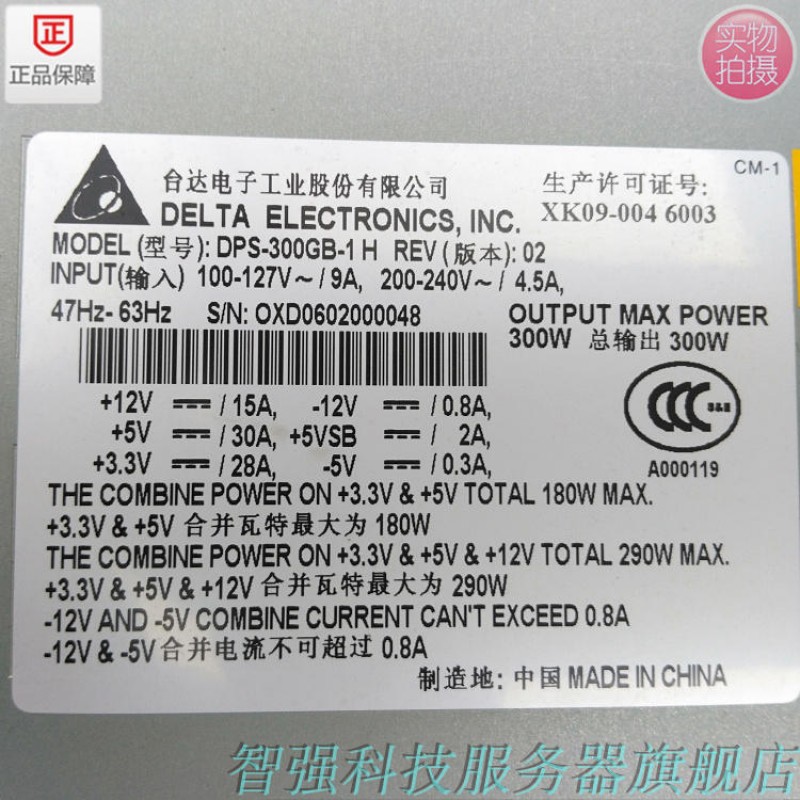 正
正品保障
实物
拍摄
CM-1
台达电子工业股份有限公司
DELTA ELECTRONICS, INC.
生产许可证号:
XK09-004 6003
MODEL (型号): DPS-300GB-1 H REV (版本): 02
INPUT(输入) 100-127V~ / 9A, 200-240V~ / 4.5A,
47Hz- 63Hz S/N: OXD0602000048
OUTPUT MAX POWER
300W 总输出 300W
+12V / 15A, -12V / 0.8A,
+5V / 30A, +5VSB / 2A,
+3.3V / 28A, -5V / 0.3A,
CCC S&E
A000119
THE COMBINE POWER ON +3.3V & +5V TOTAL 180W MAX.
+3.3V & +5V 合并瓦特最大为 180W
THE COMBINE POWER ON +3.3V & +5V & +12V TOTAL 290W MAX.
+3.3V & +5V & +12V 合并瓦特最大为 290W
-12V AND -5V COMBINE CURRENT CAN'T EXCEED 0.8A
-12V & -5V 合并电流不可超过 0.8A
制造地: 中国 MADE IN CHINA
智强科技服务器旗舰店